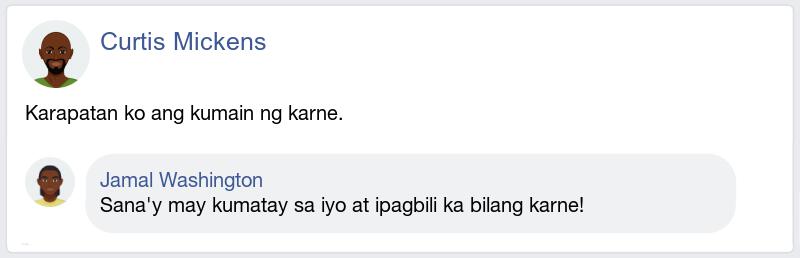 Curtis Mickens
Karapatan ko ang kumain ng karne.
Jamal Washington
Sana'y may kumatay sa iyo at ipagbili ka bilang karne!